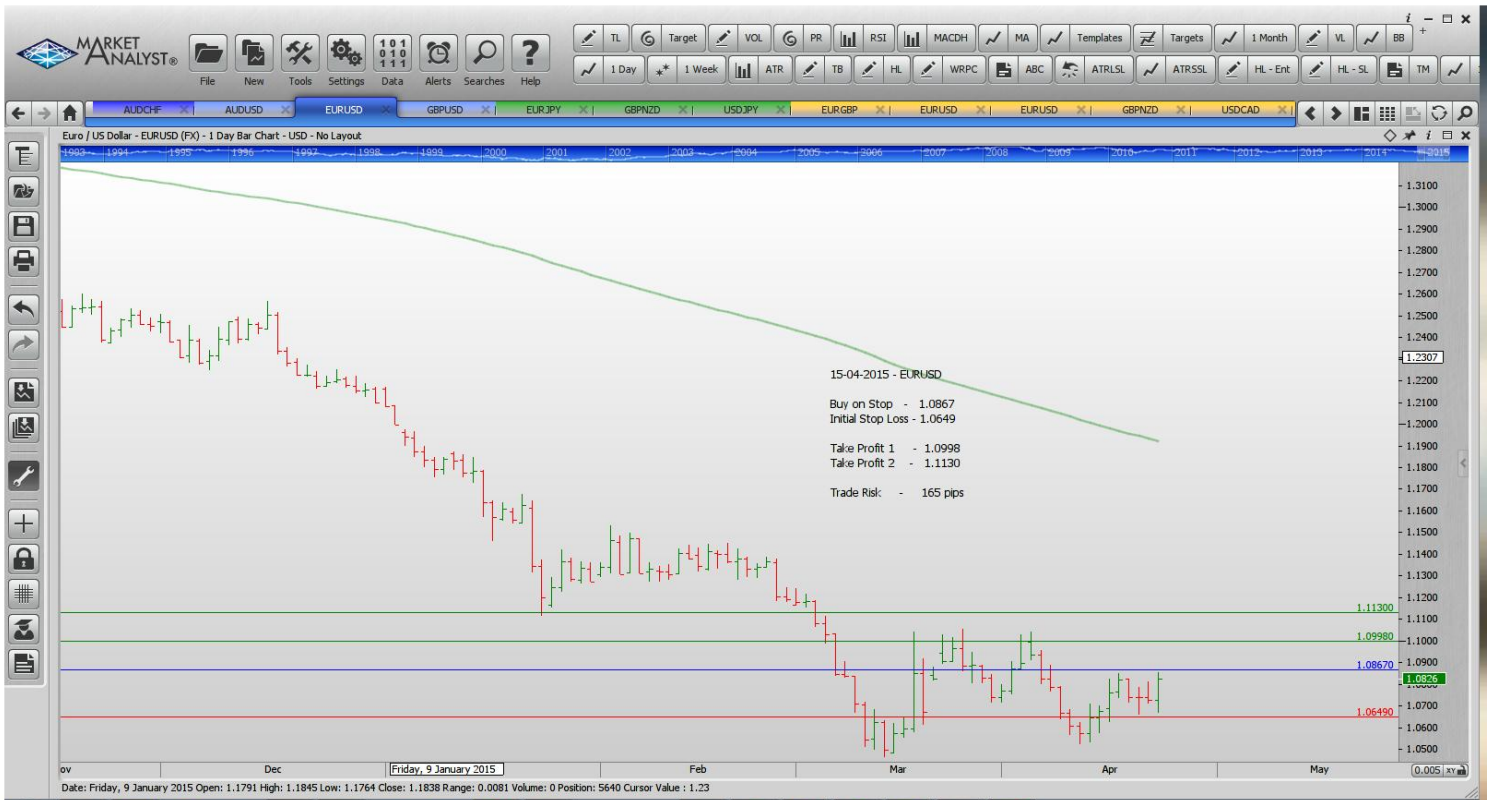 MARKET ANALYST®
File New Tools Settings Data Alerts Searches Help
TL Target VOL PR RSI MACDH MA Templates Targets 1 Month VL BB
1 Day 1 Week ATR TB HL WRPC ABC ATRLSL ATRSSL HL - Ent HL - SL TM
AUDCHF AUDUSD EURUSD GBPUSD EURJPY GBPNZD USDJPY EURGBP EURUSD EURUSD GBPNZD USDCAD
Euro / US Dollar - EURUSD (FX) - 1 Day Bar Chart - USD - No Layout
1993 1994 1995 1996 1997 1998 1999 2000 2001 2002 2003 2004 2005 2006 2007 2008 2009 2010 2011 2012 2013 2014 2015
1.3100
1.3000
1.2900
1.2800
1.2700
1.2600
1.2500
1.2400
1.2307
1.2200
1.2100
1.2000
1.1900
1.1800
1.1700
1.1600
1.1500
1.1400
1.1300
1.1200
1.1100
1.1000
1.0900
1.0826
1.0800
1.0700
1.0600
1.0500
15-04-2015 - EURUSD
Buy on Stop - 1.0867
Initial Stop Loss - 1.0649
Take Profit 1 - 1.0998
Take Profit 2 - 1.1130
Trade Risk - 165 pips
1.11300
1.09980
1.08670
1.06490
ov Dec Friday, 9 January 2015 Feb Mar Apr May 0.005 XY
Date: Friday, 9 January 2015 Open: 1.1791 High: 1.1845 Low: 1.1764 Close: 1.1838 Range: 0.0081 Volume: 0 Position: 5640 Cursor Value : 1.23